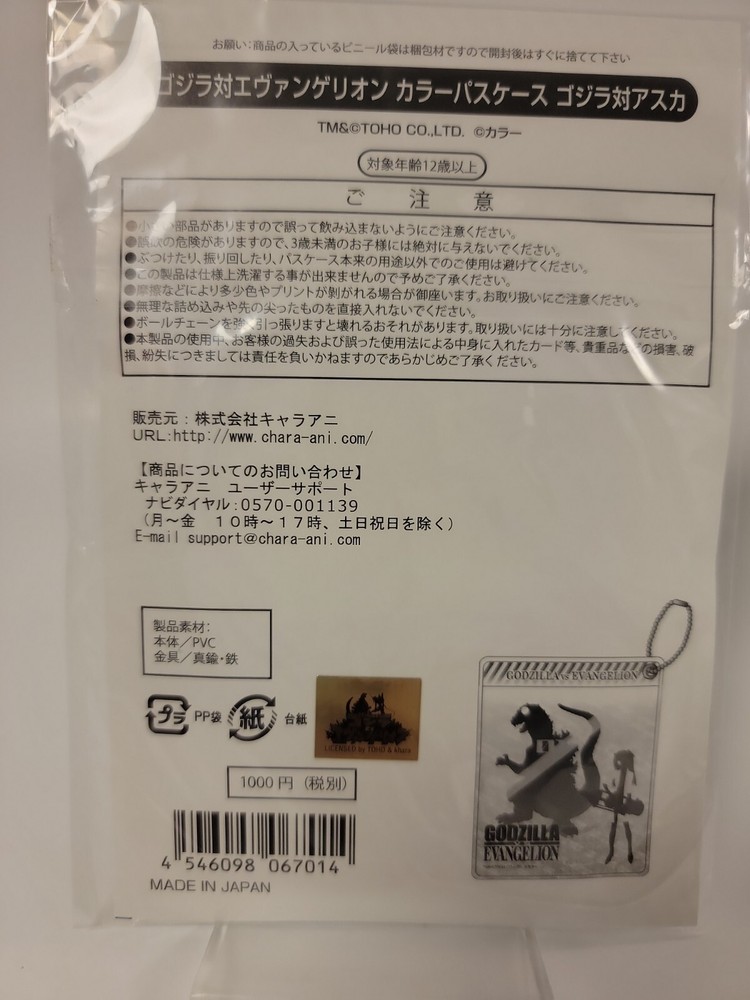 お願い:商品の入っているビニール袋は梱包材ですので開封後はすぐに捨てて下さい
ゴジラ対エヴァンゲリオン カラーパスケース ゴジラ対アスカ
TM&©TOHO CO.,LTD. ©カラー
対象年齢12歳以上
ご 注 意
●小さい部品がありますので誤って飲み込まないようにご注意ください。
●誤飲の危険がありますので、3歳未満のお子様には絶対に与えないでください。
●ぶつけたり、振り回したり、パスケース本来の用途以外でのご使用は避けてください。
●この製品は仕様上洗濯する事が出来ませんので予めご了承ください。
●摩擦などにより多少色やプリントが剥がれる場合が御座います。お取り扱いにご注意ください。
●無理な詰め込みや先の尖ったものを直接入れないでください。
●ボールチェーンを強く引っ張りますと壊れるおそれがあります。取り扱いには十分に注意してください。
●本製品の使用中、お客様の過失および誤った使用法による中身に入れたカード等、貴重品などの損害、破
損、紛失につきましては責任を負いかねますのであらかじめご了承ください。
販売元:株式会社キャラアニ
URL:http://www.chara-ani.com/
【商品についてのお問い合わせ】
キャラアニ ユーザーサポート
ナビダイヤル:0570-001139
(月～金 10時～17時、土日祝日を除く)
E-mail support@chara-ani.com
製品素材:
本体/PVC
金具/真鍮・鉄
プラ PP袋 紙 台紙
LICENSED by TOHO & khara
1000円(税別)
4 546098 067014
MADE IN JAPAN
GODZILLA vs EVANGELION
GODZILLA
EVANGELION